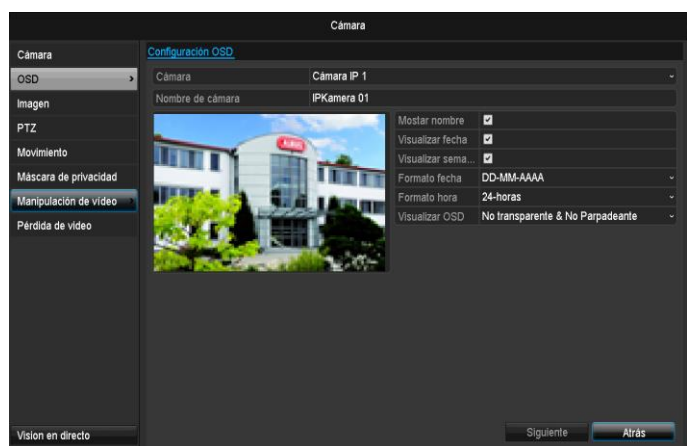 Cámara
Cámara
OSD
Imagen
PTZ
Movimiento
Máscara de privacidad
Manipulación de vídeo
Pérdida de video
Vision en directo
Configuración OSD
Cámara Cámara IP 1
Nombre de cámara IPKamera 01
ABUS
Mostar nombre
Visualizar fecha
Visualizar sema...
Formato fecha DD-MM-AAAA
Formato hora 24-horas
Visualizar OSD No transparente & No Parpadeante
Siguiente Atrás